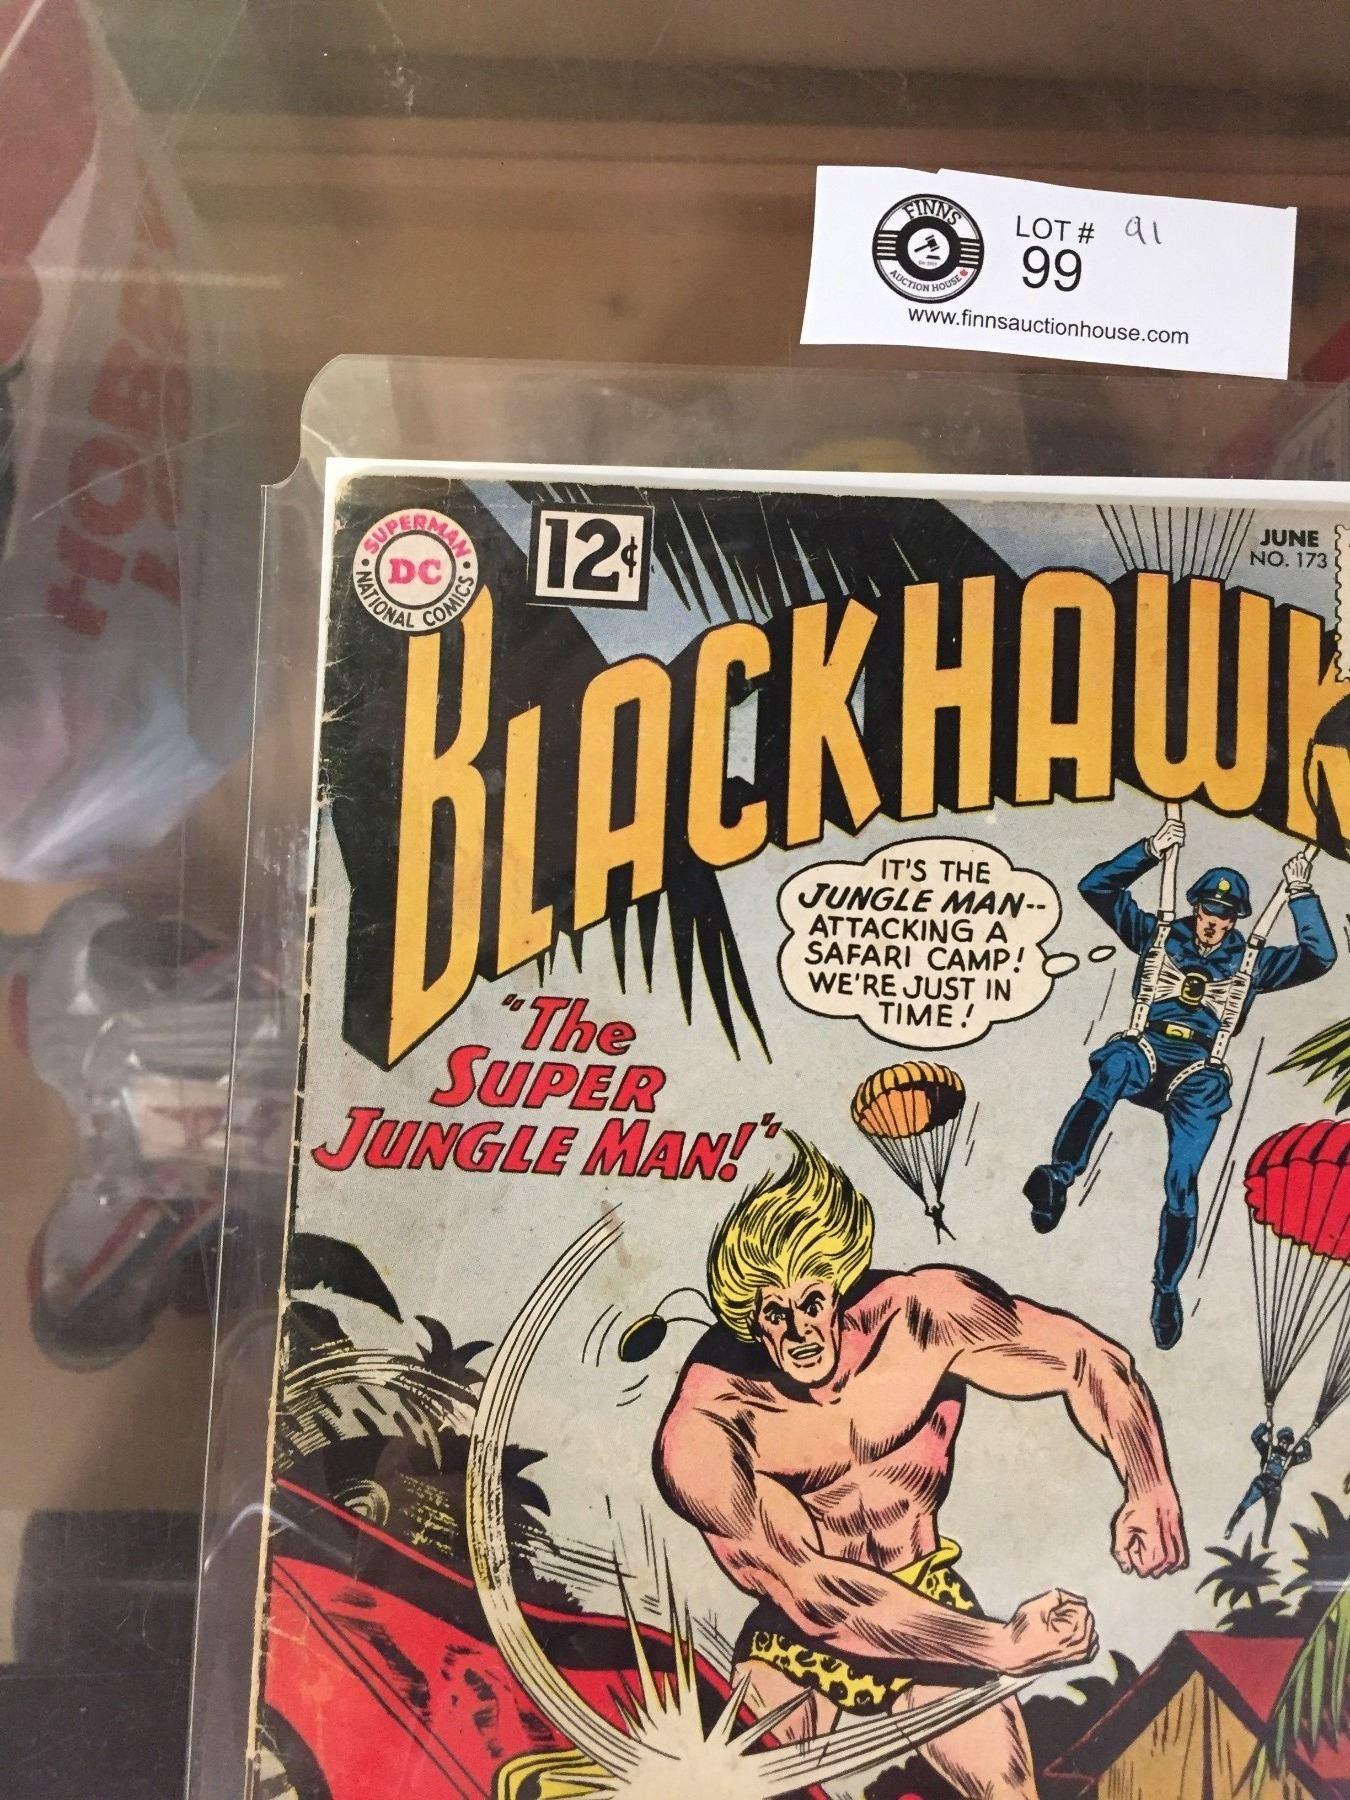 FINNS
AUCTION HOUSE
LOT # 91
99
www.finnsauctionhouse.com
SUPERMAN
DC
NATIONAL COMICS
12¢
JUNE
NO. 173
BLACKHAWK
IT'S THE
JUNGLE MAN--
ATTACKING A
SAFARI CAMP!
WE'RE JUST IN
TIME!
"The
SUPER
JUNGLE MAN!"